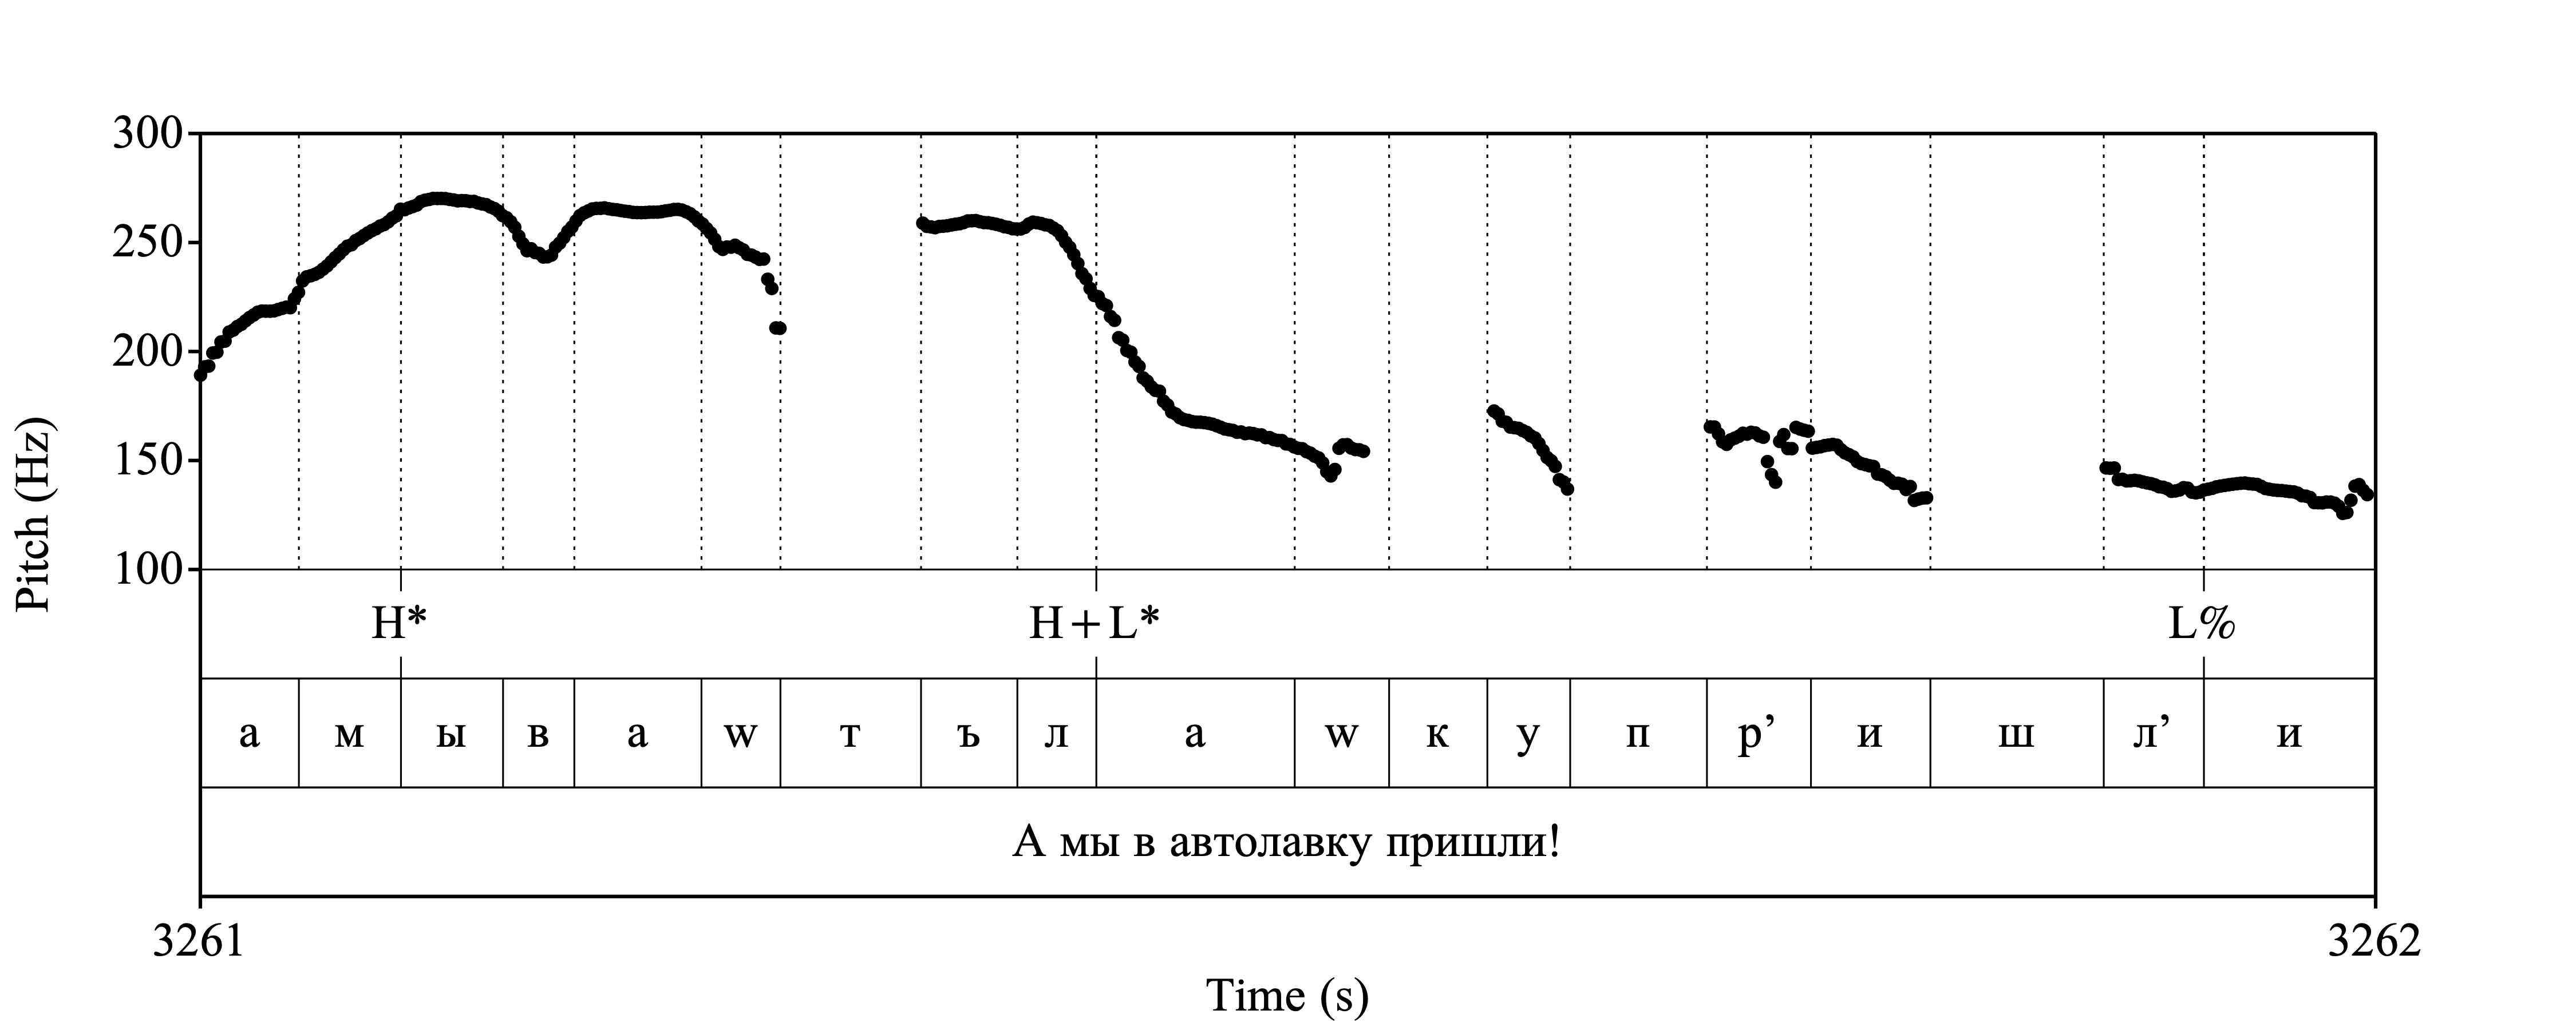 300
250
200
150
100
Pitch (Hz)
H* H+L* L%
а м ы в а w т ъ л а w к у п р’ и ш л’ и
А мы в автолавку пришли!
3261 3262
Time (s)